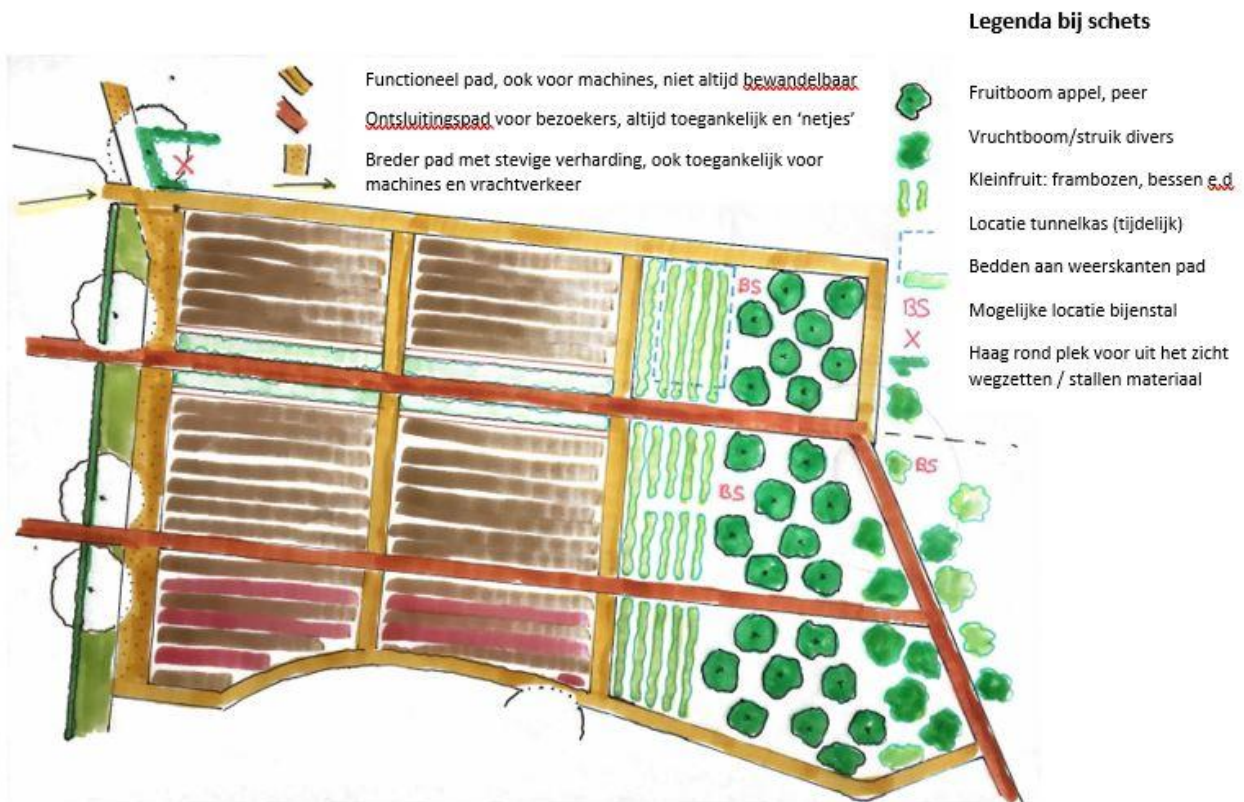 Legenda bij schets
Functioneel pad, ook voor machines, niet altijd bewandelbaar
Ontsluitingspad voor bezoekers, altijd toegankelijk en ‘netjes’
Breder pad met stevige verharding, ook toegankelijk voor
machines en vrachtverkeer
Fruitboom appel, peer
Vruchtboom/struik divers
Kleinfruit: frambozen, bessen e.d
Locatie tunnelkas (tijdelijk)
Bedden aan weerskanten pad
BS
Mogelijke locatie bijenstal
X
Haag rond plek voor uit het zicht
wegzetten / stallen materiaal
X
BS
BS
BS